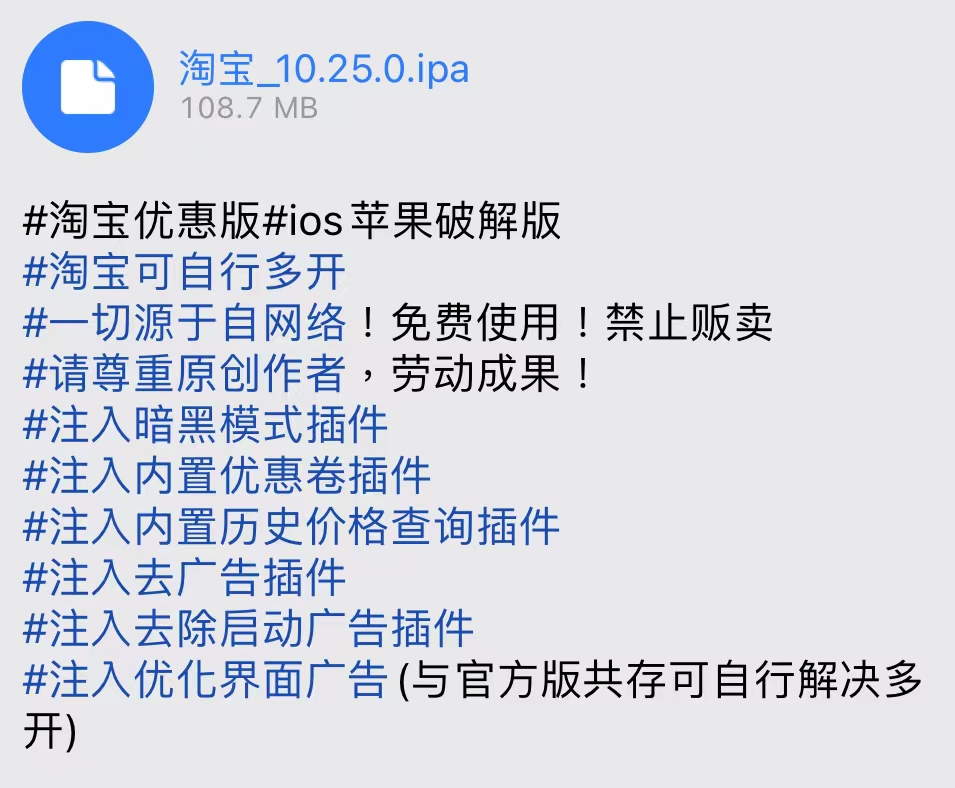 淘宝_10.25.0.ipa
108.7 MB
#淘宝优惠版#ios苹果破解版
#淘宝可自行多开
#一切源于自网络！免费使用！禁止贩卖
#请尊重原创作者，劳动成果！
#注入暗黑模式插件
#注入内置优惠卷插件
#注入内置历史价格查询插件
#注入去广告插件
#注入去除启动广告插件
#注入优化界面广告(与官方版共存可自行解决多
开)